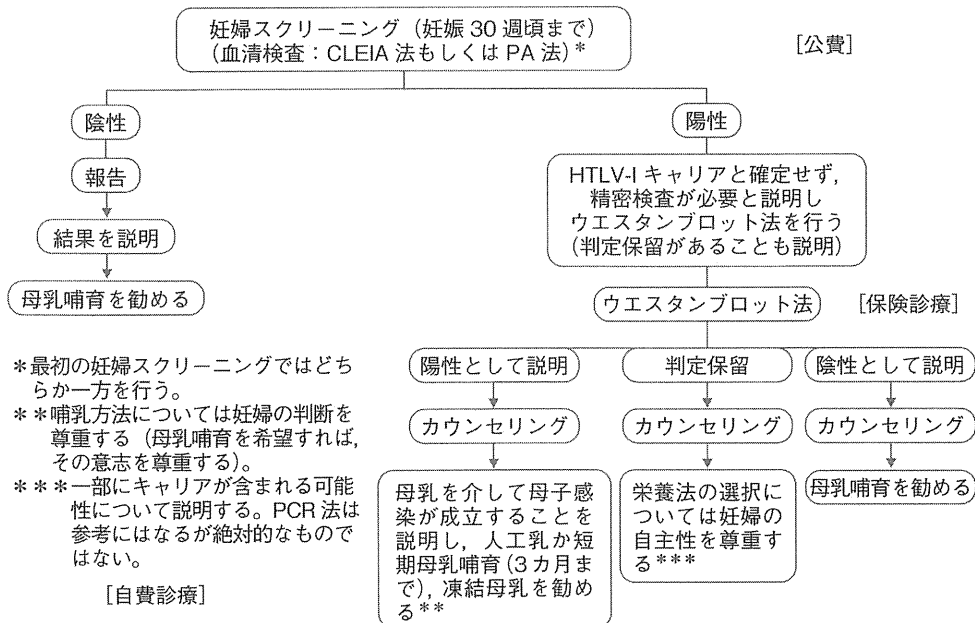 妊婦スクリーニング（妊娠 30 週頃まで）
（血清検査：CLEIA 法もしくは PA 法）*
［公費］
陰性
報告
結果を説明
母乳哺育を勧める
陽性
HTLV-I キャリアと確定せず，
精密検査が必要と説明し
ウエスタンブロット法を行う
（判定保留があることも説明）
ウエスタンブロット法
［保険診療］
陽性として説明
カウンセリング
母乳を介して母子感
染が成立することを
説明し，人工乳か短
期母乳哺育（3 カ月ま
で），凍結母乳を勧め
る**
判定保留
カウンセリング
栄養法の選択に
ついては妊婦の
自主性を尊重す
る***
陰性として説明
カウンセリング
母乳哺育を勧める
*最初の妊婦スクリーニングではどち
らか一方を行う。
**哺乳方法については妊婦の判断を
尊重する（母乳哺育を希望すれば，
その意志を尊重する）。
***一部にキャリアが含まれる可能
性について説明する。PCR 法は
参考にはなるが絶対的なもので
はない。
［自費診療］